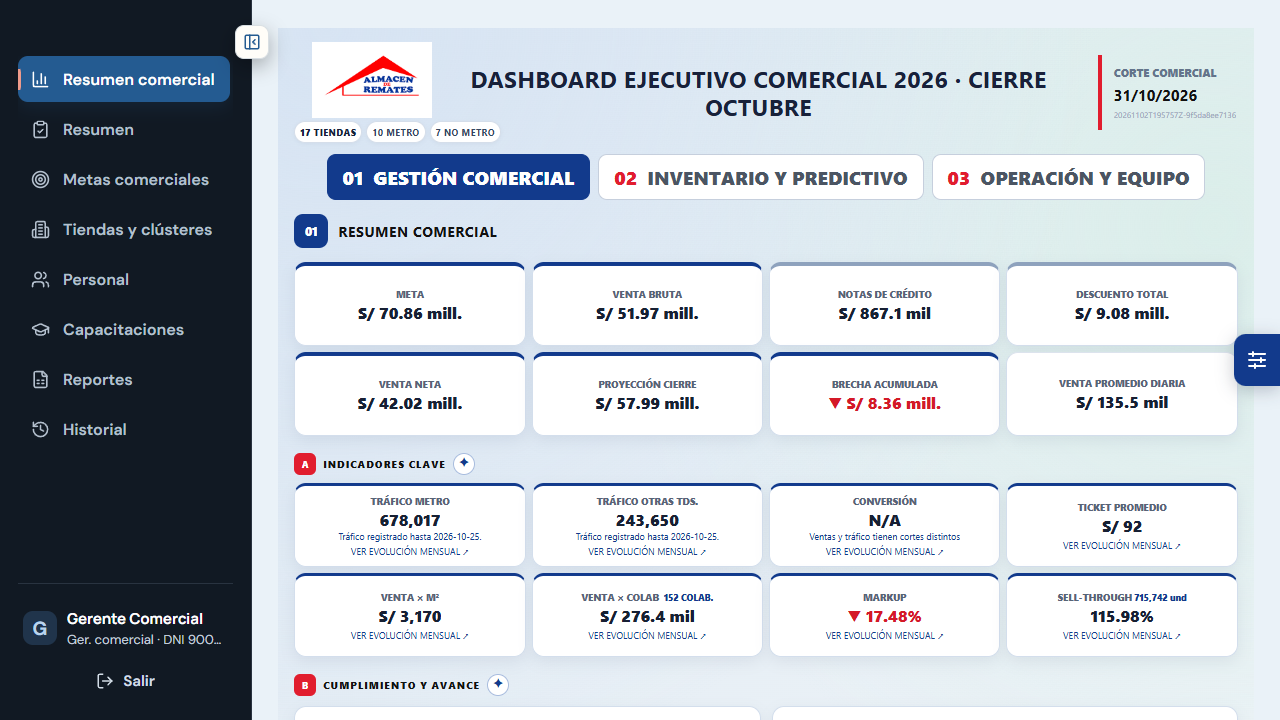 Resumen comercial
Resumen
Metas comerciales
Tiendas y clústeres
Personal
Capacitaciones
Reportes
Historial
G
Gerente Comercial
Ger. comercial · DNI 900...
Salir
ALMACEN
DE
REMATES
17 TIENDAS
10 METRO
7 NO METRO
DASHBOARD EJECUTIVO COMERCIAL 2026 · CIERRE
OCTUBRE
CORTE COMERCIAL
31/10/2026
20261102T195757Z-9f5da8ee7136
01 GESTIÓN COMERCIAL
02 INVENTARIO Y PREDICTIVO
03 OPERACIÓN Y EQUIPO
01 RESUMEN COMERCIAL
META
S/ 70.86 mill.
VENTA BRUTA
S/ 51.97 mill.
NOTAS DE CRÉDITO
S/ 867.1 mil
DESCUENTO TOTAL
S/ 9.08 mill.
VENTA NETA
S/ 42.02 mill.
PROYECCIÓN CIERRE
S/ 57.99 mill.
BRECHA ACUMULADA
▼ S/ 8.36 mill.
VENTA PROMEDIO DIARIA
S/ 135.5 mil
A INDICADORES CLAVE ✦
TRÁFICO METRO
678,017
Tráfico registrado hasta 2026-10-25.
VER EVOLUCIÓN MENSUAL ↗
TRÁFICO OTRAS TDS.
243,650
Tráfico registrado hasta 2026-10-25.
VER EVOLUCIÓN MENSUAL ↗
CONVERSIÓN
N/A
Ventas y tráfico tienen cortes distintos
VER EVOLUCIÓN MENSUAL ↗
TICKET PROMEDIO
S/ 92
VER EVOLUCIÓN MENSUAL ↗
VENTA × M²
S/ 3,170
VER EVOLUCIÓN MENSUAL ↗
VENTA × COLAB 152 COLAB.
S/ 276.4 mil
VER EVOLUCIÓN MENSUAL ↗
MARKUP
▼ 17.48%
VER EVOLUCIÓN MENSUAL ↗
SELL-THROUGH 715,742 und
115.98%
VER EVOLUCIÓN MENSUAL ↗
B CUMPLIMIENTO Y AVANCE ✦